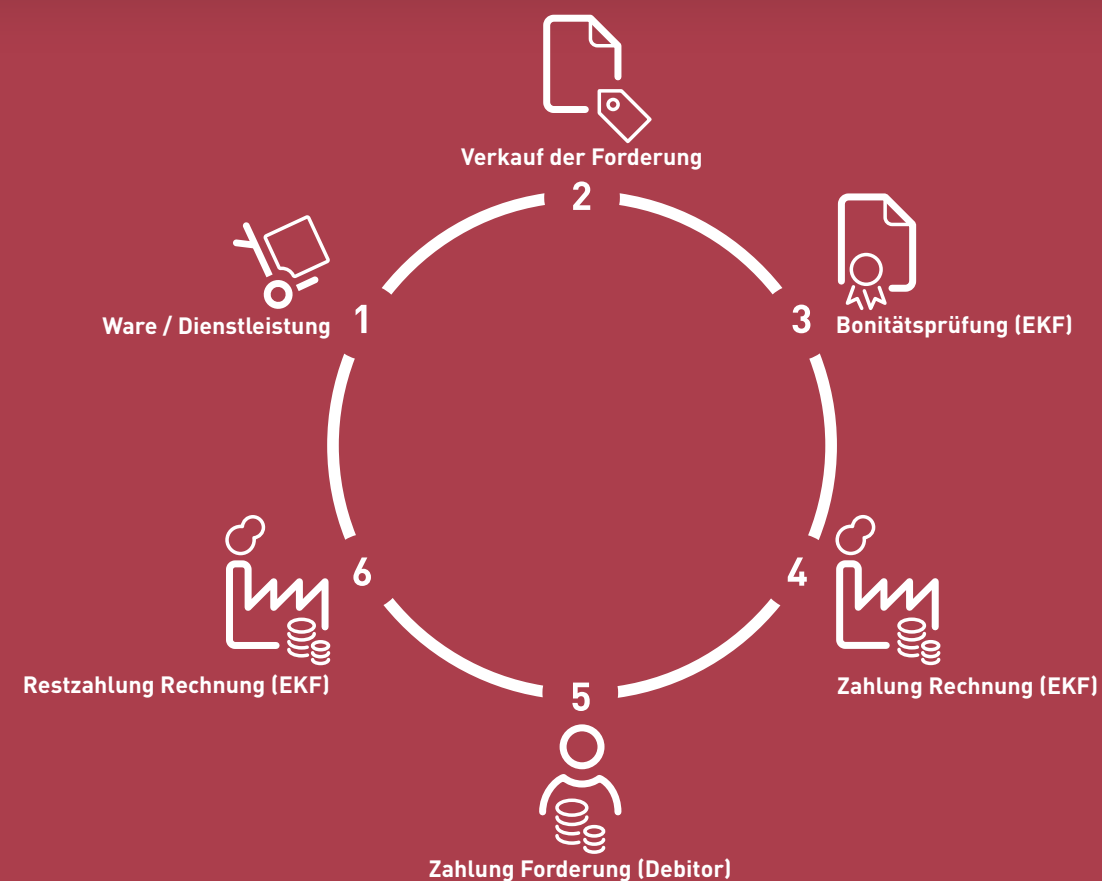 Verkauf der Forderung
2
1
Ware / Dienstleistung
3
Bonitätsprüfung (EKF)
4
Zahlung Rechnung (EKF)
5
Zahlung Forderung (Debitor)
6
Restzahlung Rechnung (EKF)